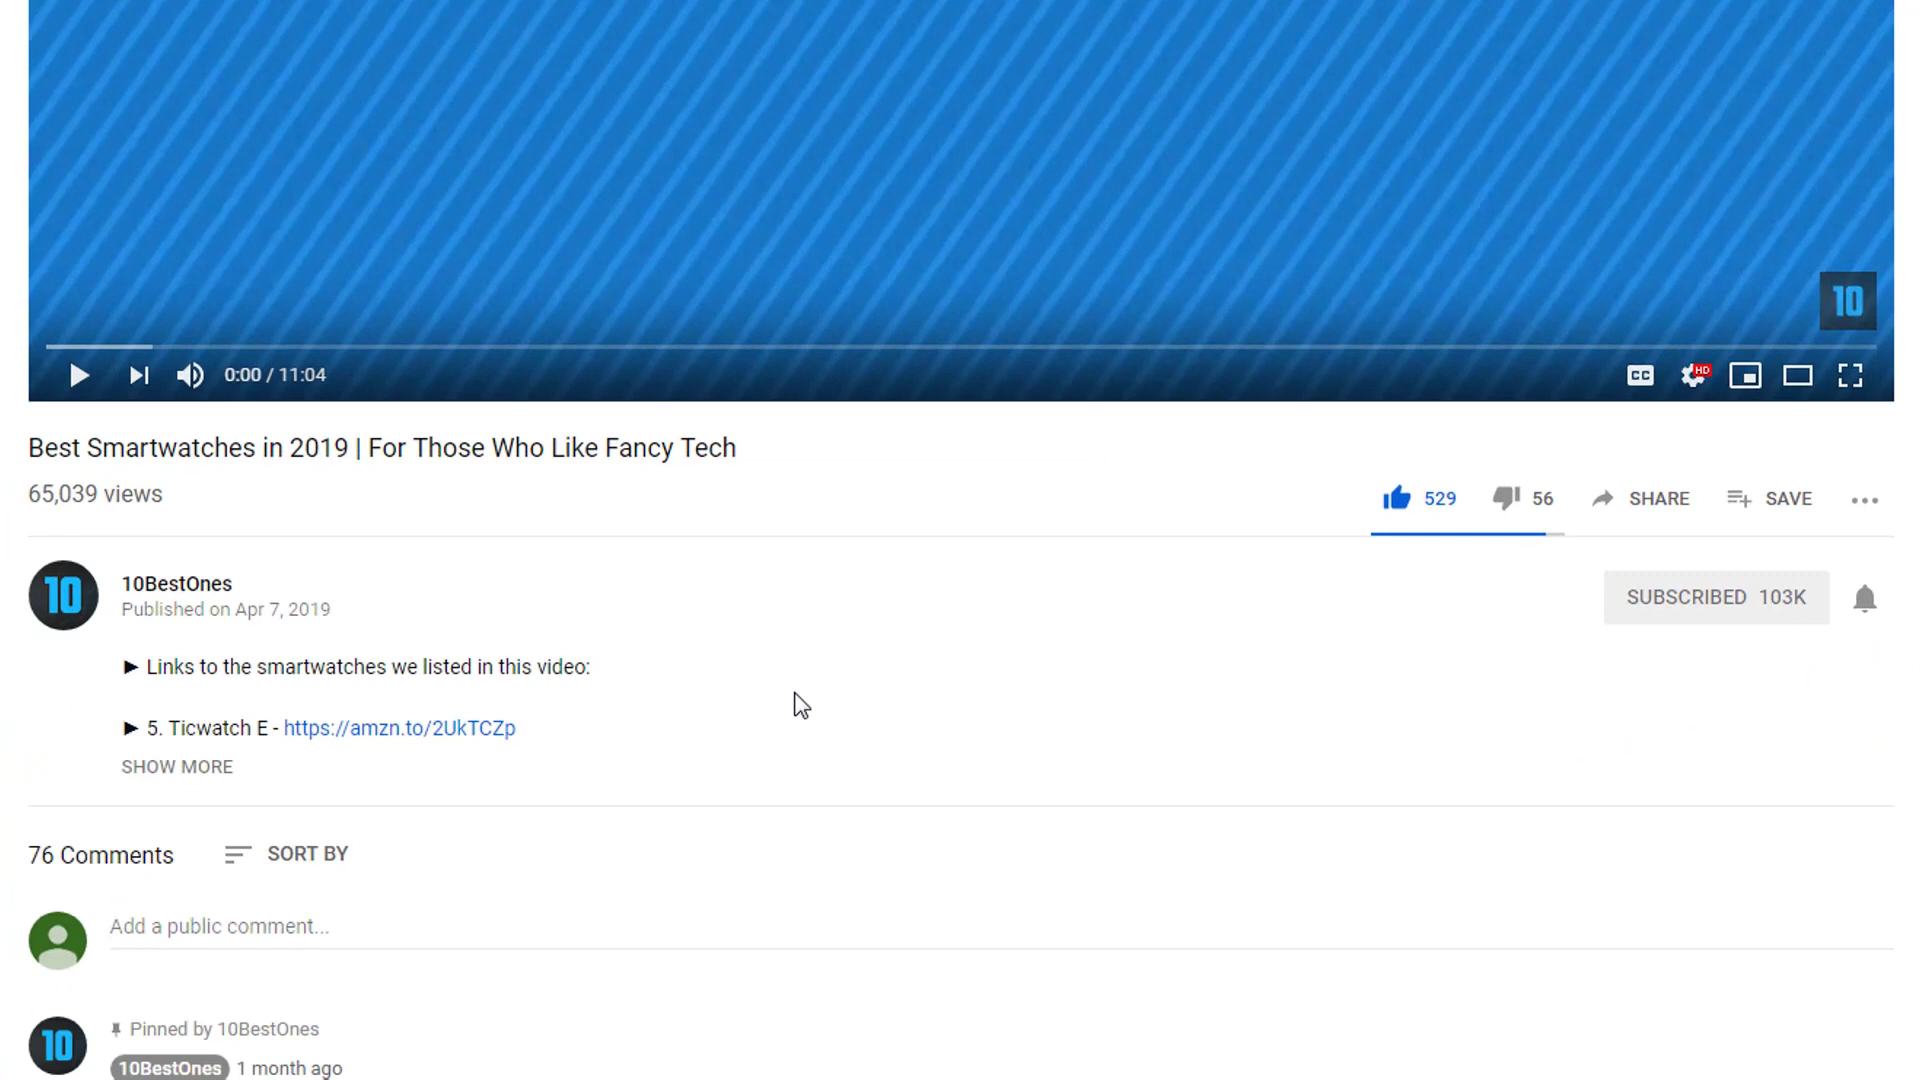 10
0:00 / 11:04
CC
HD
Best Smartwatches in 2019 | For Those Who Like Fancy Tech
65,039 views
529
56
SHARE
SAVE
10
10BestOnes
Published on Apr 7, 2019
SUBSCRIBED 103K
► Links to the smartwatches we listed in this video:
► 5. Ticwatch E - https://amzn.to/2UkTCZp
SHOW MORE
76 Comments
SORT BY
Add a public comment...
10
Pinned by 10BestOnes
10BestOnes 1 month ago